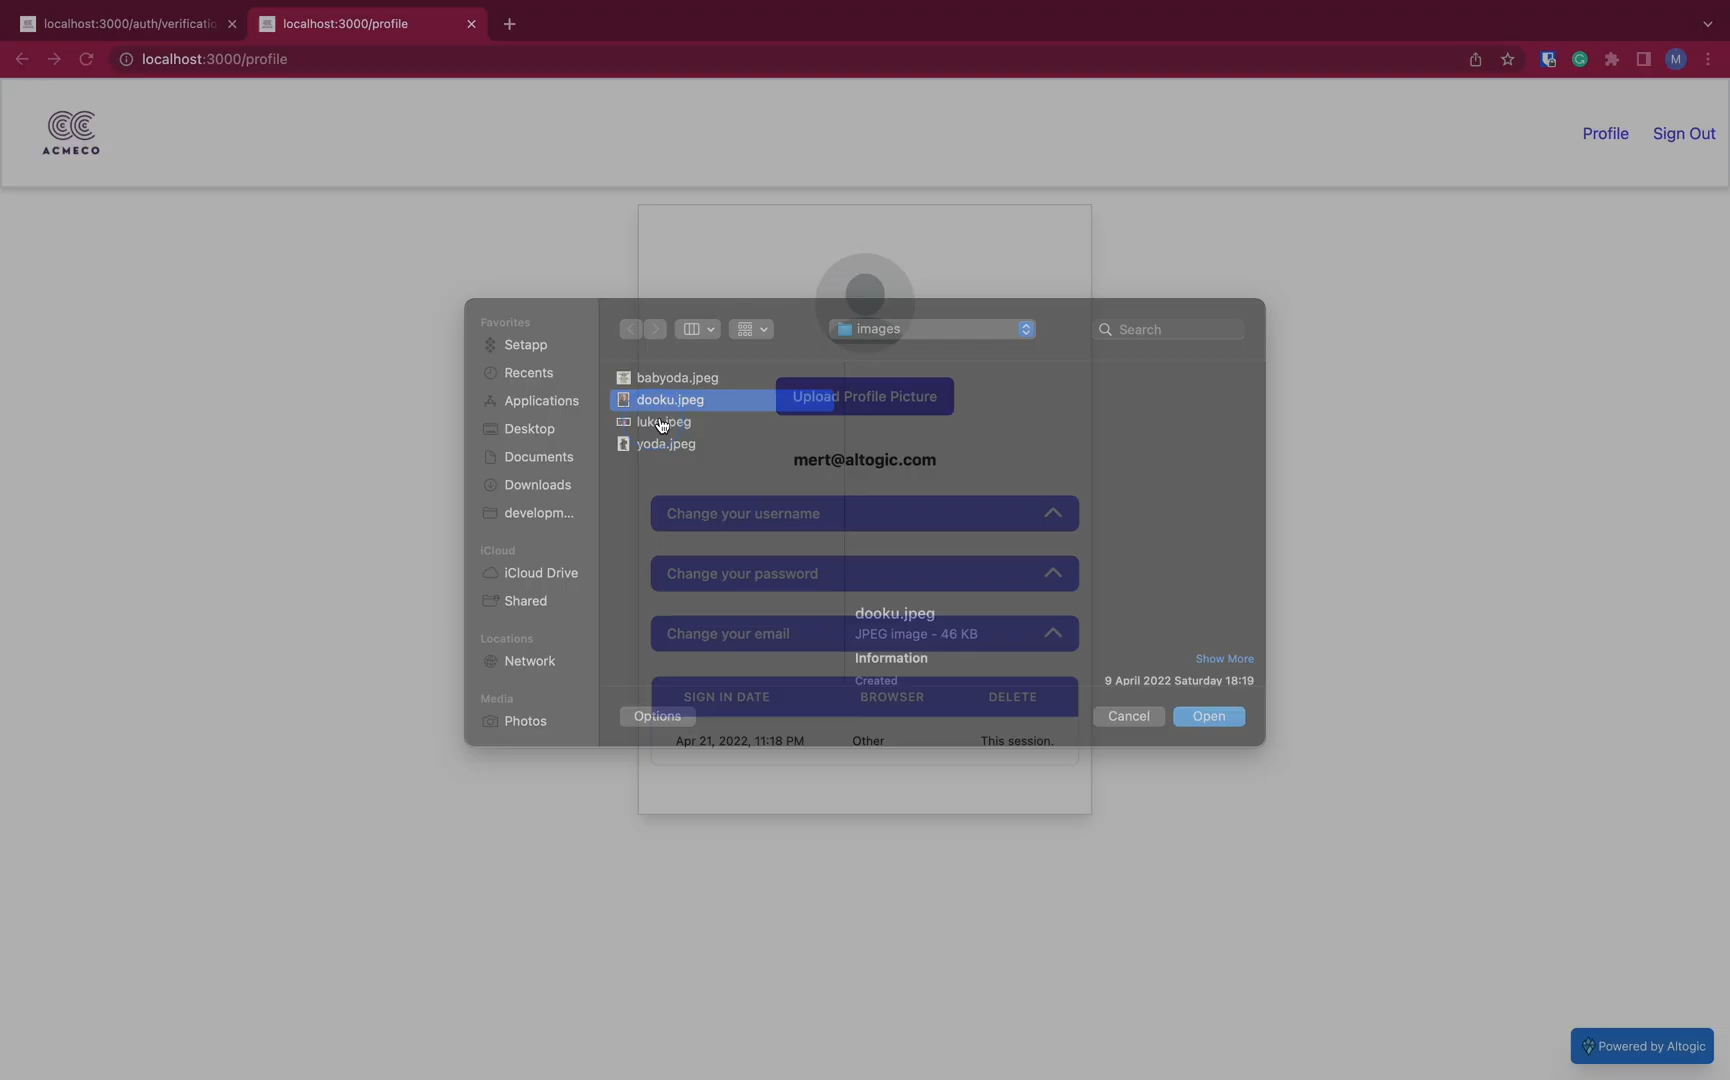 localhost:3000/auth/verificatio
localhost:3000/profile
localhost:3000/profile
M
ACMECO
Profile
Sign Out
Favorites
Setapp
Recents
Applications
Desktop
Documents
Downloads
developm...
iCloud
iCloud Drive
Shared
Locations
Network
Media
Photos
images
Search
babyoda.jpeg
dooku.jpeg
luke.jpeg
yoda.jpeg
Upload Profile Picture
mert@altogic.com
Change your username
Change your password
Change your email
dooku.jpeg
JPEG image - 46 KB
Information
Show More
Created
9 April 2022 Saturday 18:19
SIGN IN DATE BROWSER DELETE
Options
Cancel
Open
Apr 21, 2022, 11:18 PM Other This session.
Powered by Altogic